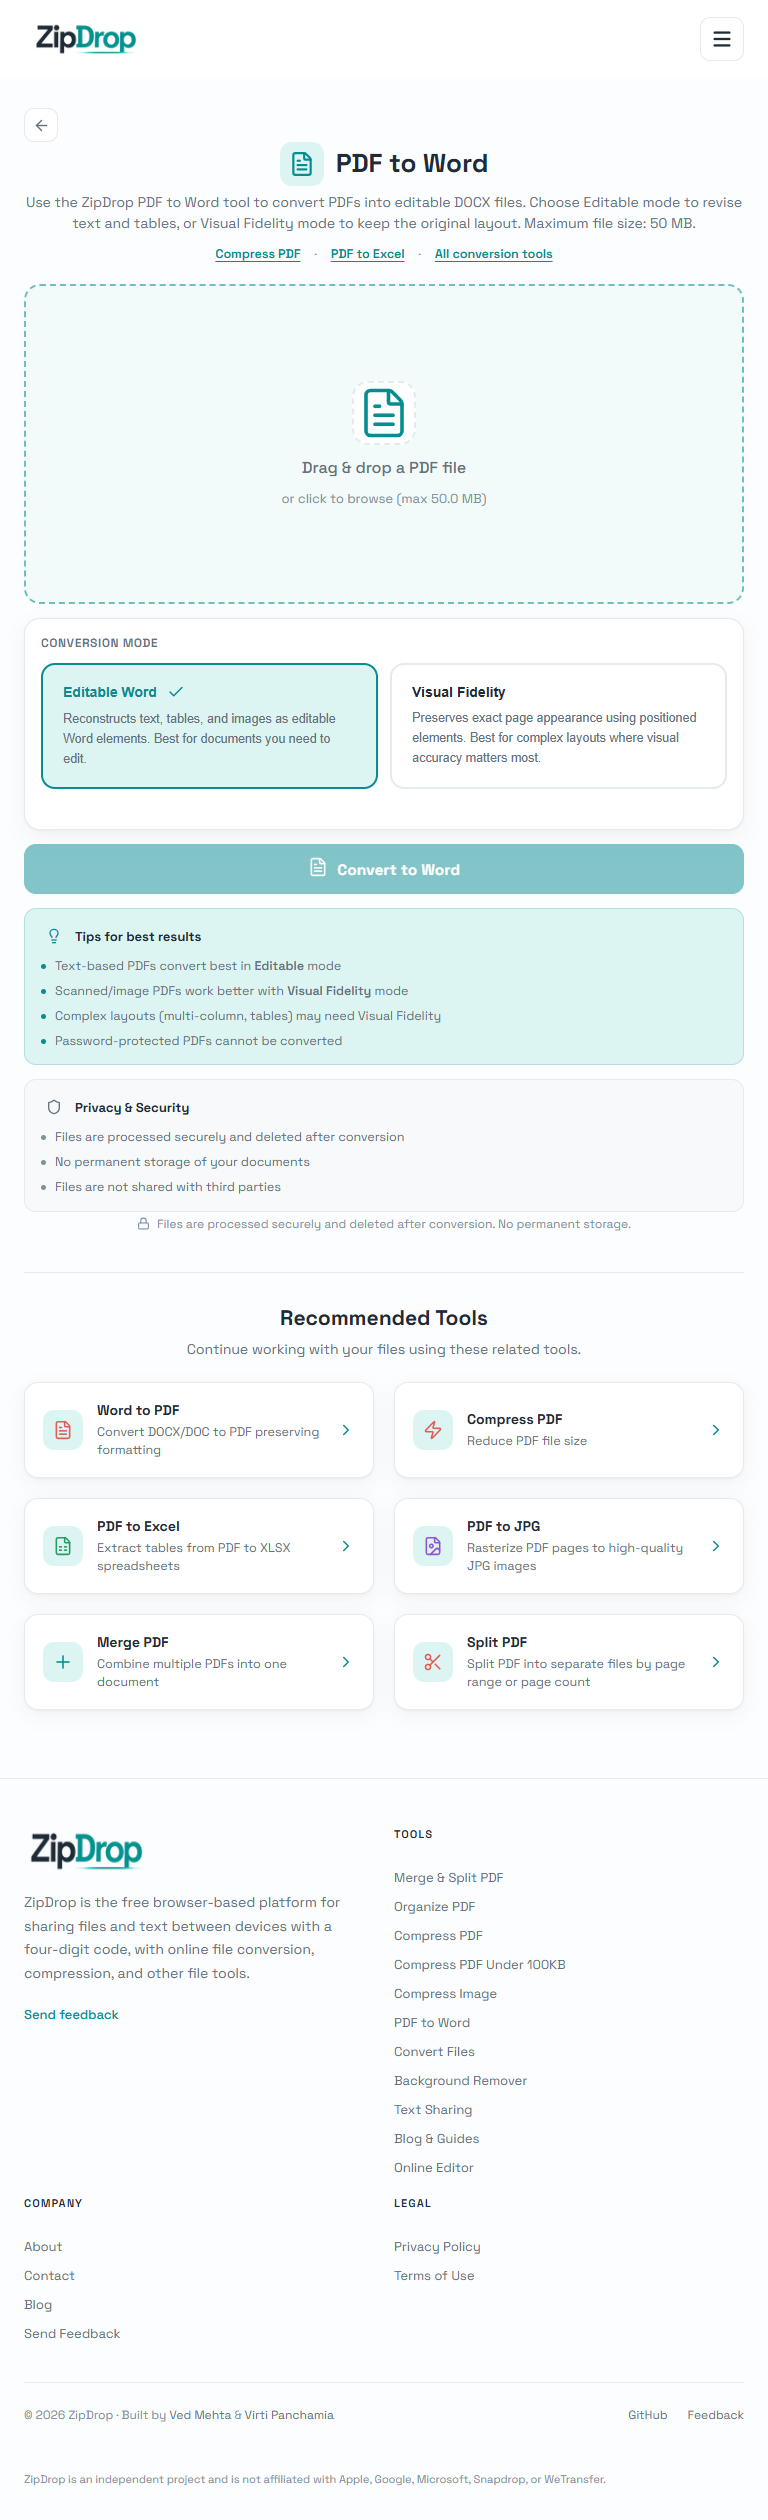 ZipDrop
PDF to Word
Use the ZipDrop PDF to Word tool to convert PDFs into editable DOCX files. Choose Editable mode to revise
text and tables, or Visual Fidelity mode to keep the original layout. Maximum file size: 50 MB.
Compress PDF · PDF to Excel · All conversion tools
Drag & drop a PDF file
or click to browse (max 50.0 MB)
CONVERSION MODE
Editable Word
Reconstructs text, tables, and images as editable
Word elements. Best for documents you need to
edit.
Visual Fidelity
Preserves exact page appearance using positioned
elements. Best for complex layouts where visual
accuracy matters most.
Convert to Word
Tips for best results
Text-based PDFs convert best in Editable mode
Scanned/image PDFs work better with Visual Fidelity mode
Complex layouts (multi-column, tables) may need Visual Fidelity
Password-protected PDFs cannot be converted
Privacy & Security
Files are processed securely and deleted after conversion
No permanent storage of your documents
Files are not shared with third parties
Files are processed securely and deleted after conversion. No permanent storage.
Recommended Tools
Continue working with your files using these related tools.
Word to PDF
Convert DOCX/DOC to PDF preserving
formatting
Compress PDF
Reduce PDF file size
PDF to Excel
Extract tables from PDF to XLSX
spreadsheets
PDF to JPG
Rasterize PDF pages to high-quality
JPG images
Merge PDF
Combine multiple PDFs into one
document
Split PDF
Split PDF into separate files by page
range or page count
ZipDrop
ZipDrop is the free browser-based platform for
sharing files and text between devices with a
four-digit code, with online file conversion,
compression, and other file tools.
Send feedback
TOOLS
Merge & Split PDF
Organize PDF
Compress PDF
Compress PDF Under 100KB
Compress Image
PDF to Word
Convert Files
Background Remover
Text Sharing
Blog & Guides
Online Editor
COMPANY
About
Contact
Blog
Send Feedback
LEGAL
Privacy Policy
Terms of Use
© 2026 ZipDrop · Built by Ved Mehta & Virti Panchamia
GitHub Feedback
ZipDrop is an independent project and is not affiliated with Apple, Google, Microsoft, Snapdrop, or WeTransfer.